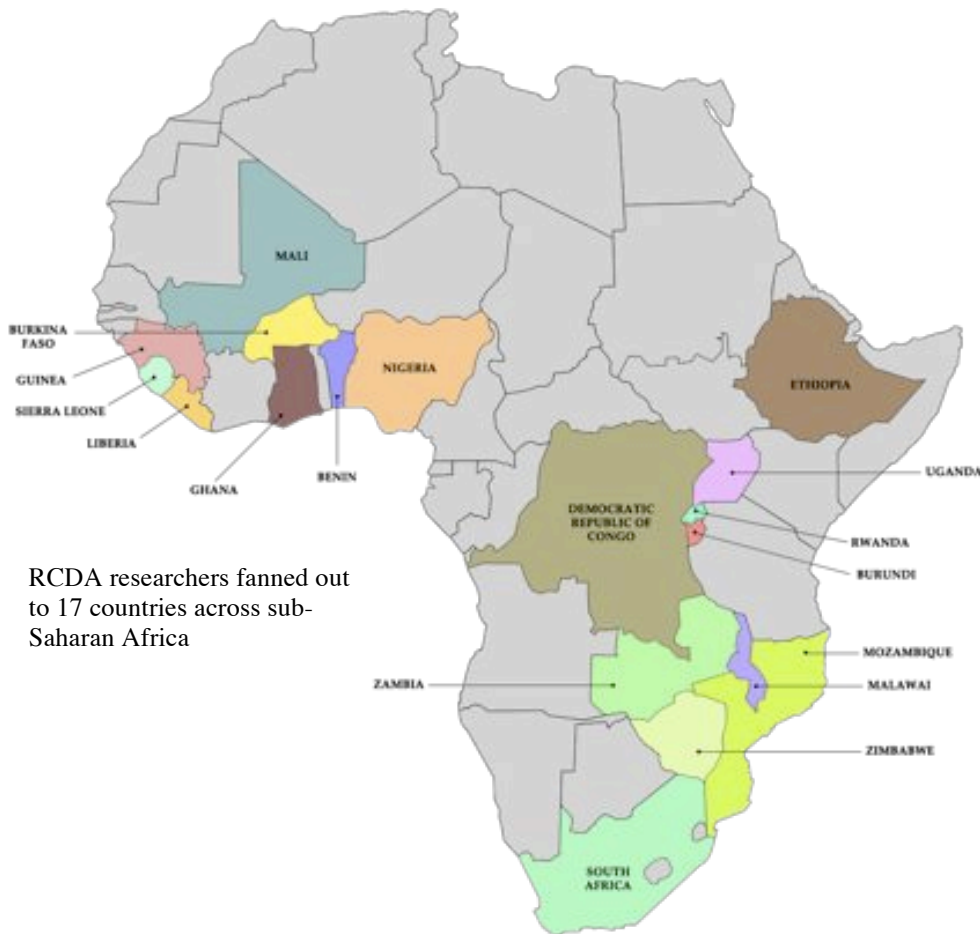 MALI
BURKINA
FASO
GUINEA
NIGERIA
ETHIOPIA
SIERRA LEONE
LIBERIA
GHANA
BENIN
UGANDA
DEMOCRATIC
REPUBLIC OF
CONGO
RWANDA
BURUNDI
RCDA researchers fanned out
to 17 countries across sub-
Saharan Africa
MOZAMBIQUE
ZAMBIA
MALAWAI
ZIMBABWE
SOUTH
AFRICA